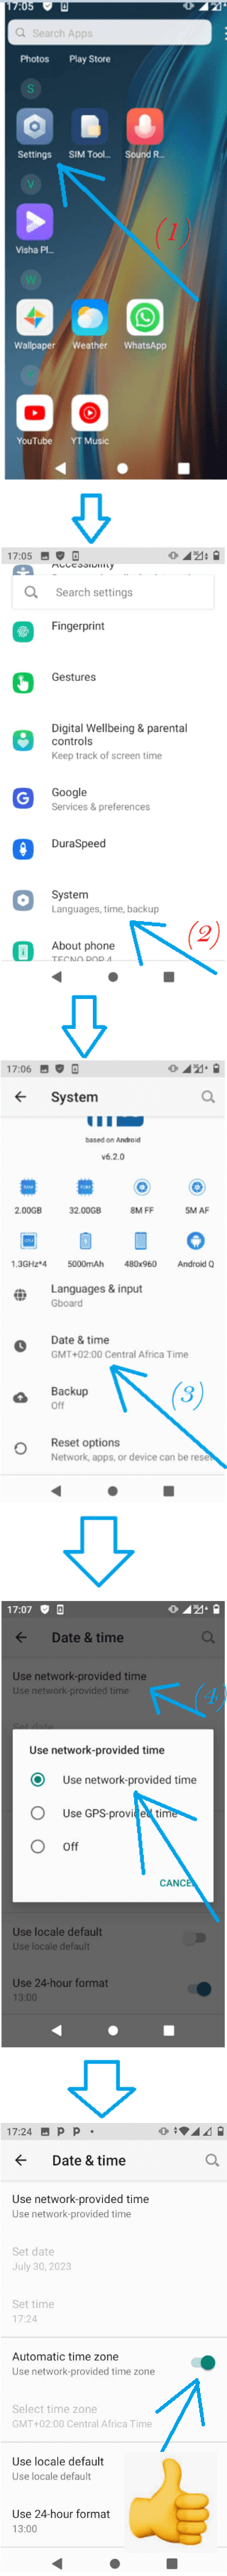 17:05
Search Apps
Photos Play Store
S
Settings SIM Tool... Sound R...
(1)
V
Visha Pl...
W
Wallpaper Weather WhatsApp
Y
YouTube YT Music
17:05
Accessibility
Search settings
Fingerprint
Gestures
Digital Wellbeing & parental
controls
Keep track of screen time
Google
Services & preferences
DuraSpeed
System
Languages, time, backup
(2)
About phone
TECNO POP 4
17:06
System
based on Android
v6.2.0
RAM ROM
2.00GB 32.00GB 8M FF 5M AF
CPU
1.3GHz*4 5000mAh 480x960 Android Q
Languages & input
Gboard
Date & time
GMT+02:00 Central Africa Time
(3)
Backup
Off
Reset options
Network, apps, or device can be reset
17:07
Date & time
Use network-provided time
Use network-provided time
(4)
Set date
Use network-provided time
Use network-provided time
Use GPS-provided time
Off
CANCEL
Use locale default
Use locale default
Use 24-hour format
13:00
17:24 P P
Date & time
Use network-provided time
Use network-provided time
Set date
July 30, 2023
Set time
17:24
Automatic time zone
Use network-provided time zone
Select time zone
GMT+02:00 Central Africa Time
Use locale default
Use locale default
Use 24-hour format
13:00